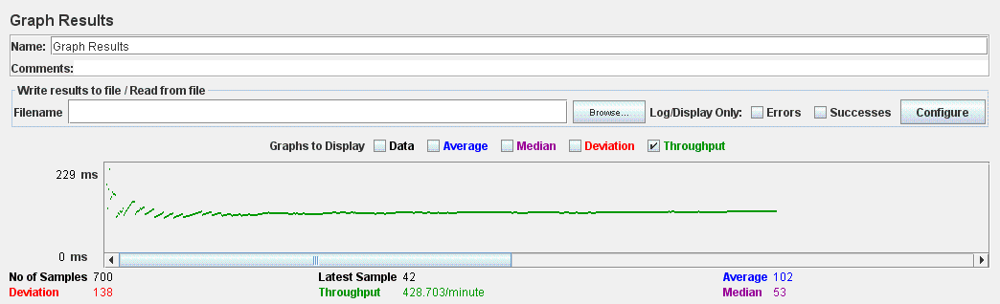 Graph Results
Name: Graph Results
Comments:
Write results to file / Read from file
Filename Browse... Log/Display Only: Errors Successes Configure
Graphs to Display Data Average Median Deviation Throughput
229 ms
0 ms
No of Samples 700 Latest Sample 42 Average 102
Deviation 138 Throughput 428.703/minute Median 53